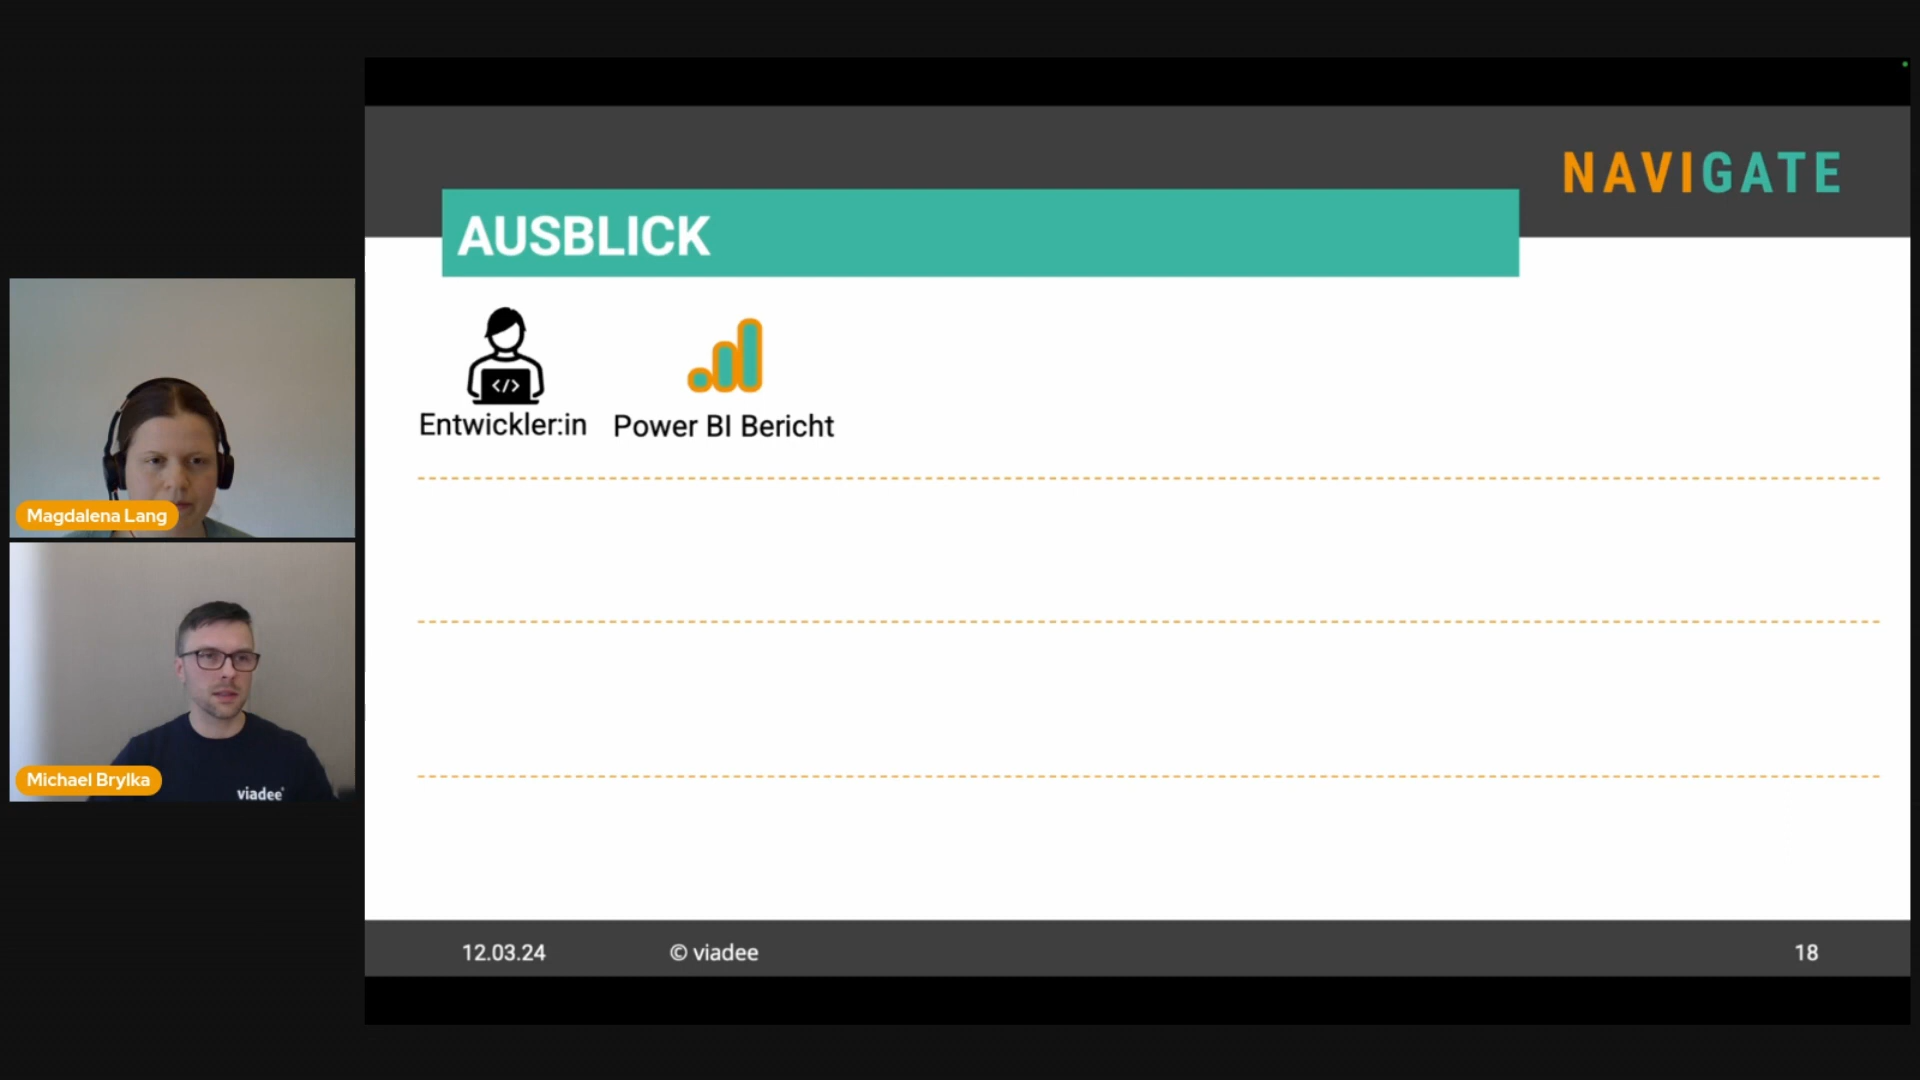 NAVIGATE
AUSBLICK
</>
Entwickler:in
Power BI Bericht
Magdalena Lang
Michael Brylka
viadee
12.03.24
© viadee
18